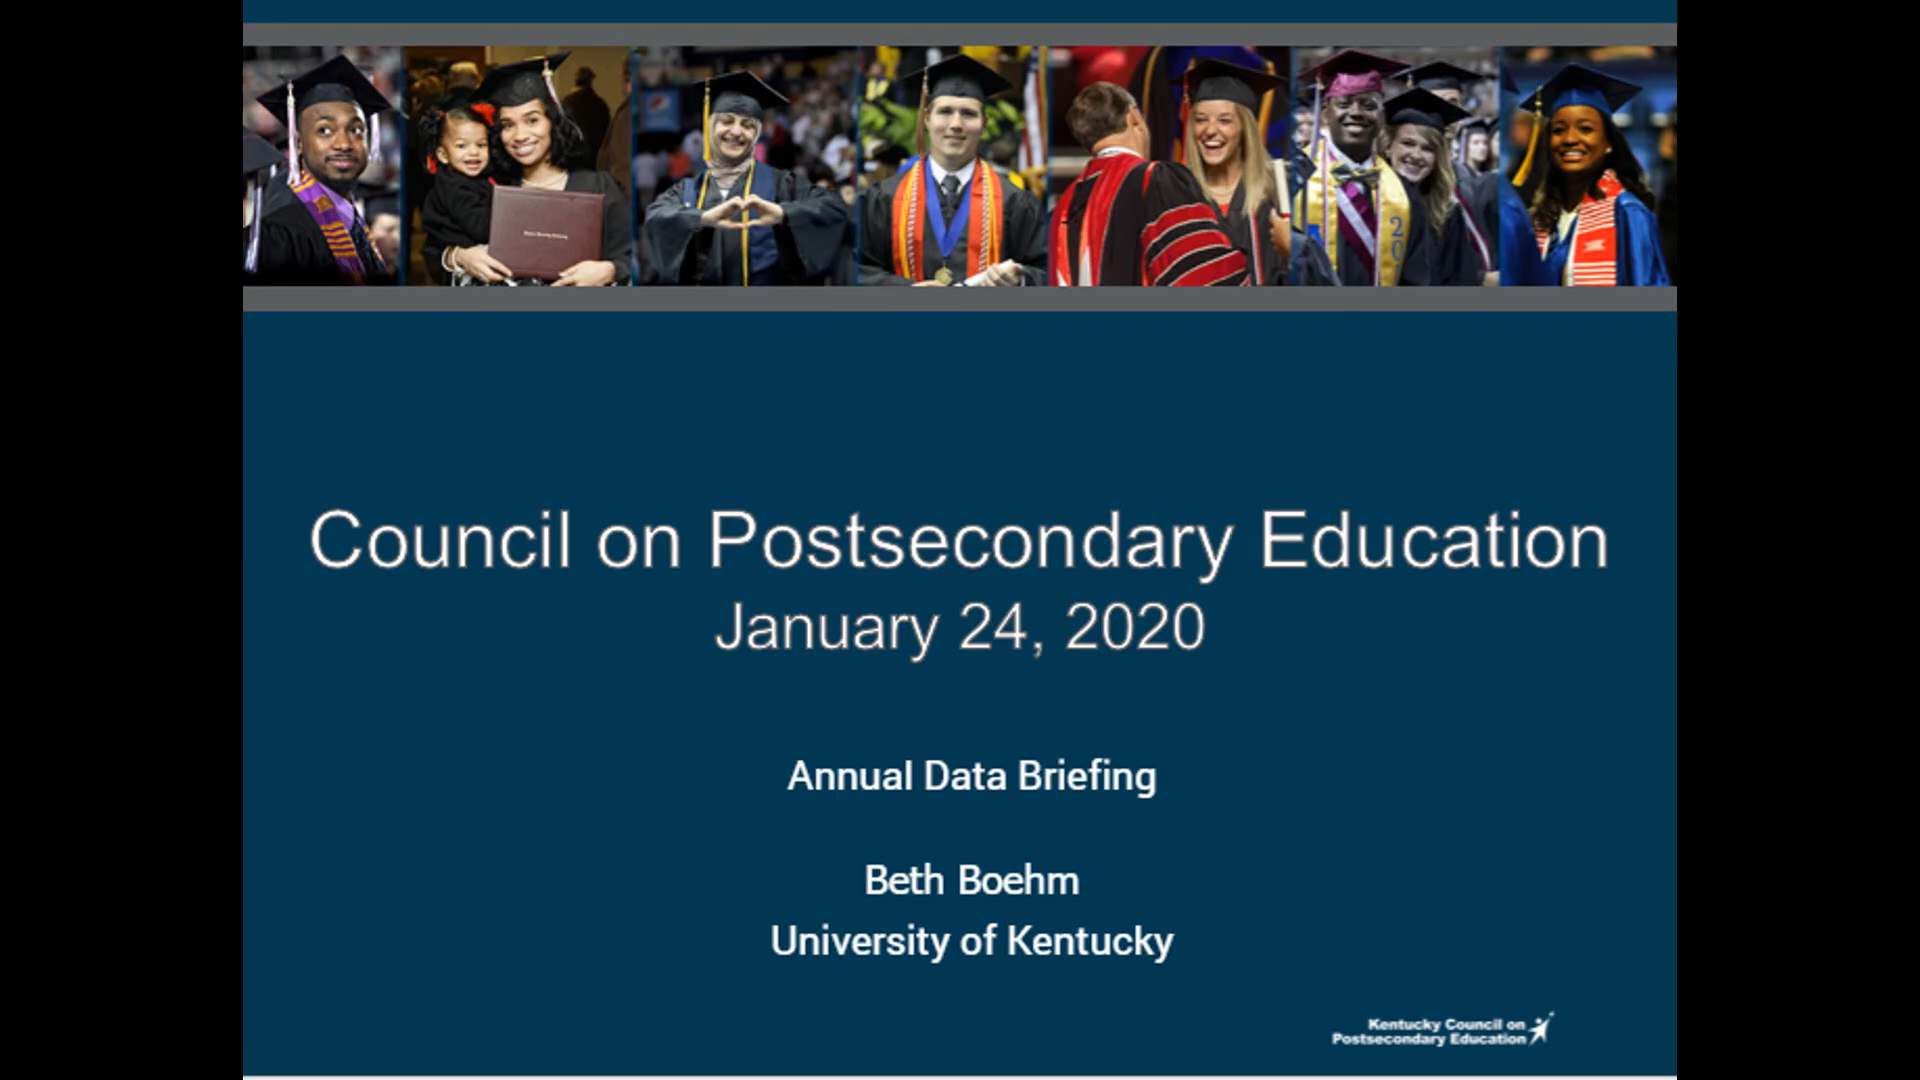 20
Council on Postsecondary Education
January 24, 2020
Annual Data Briefing
Beth Boehm
University of Kentucky
Kentucky Council on
Postsecondary Education